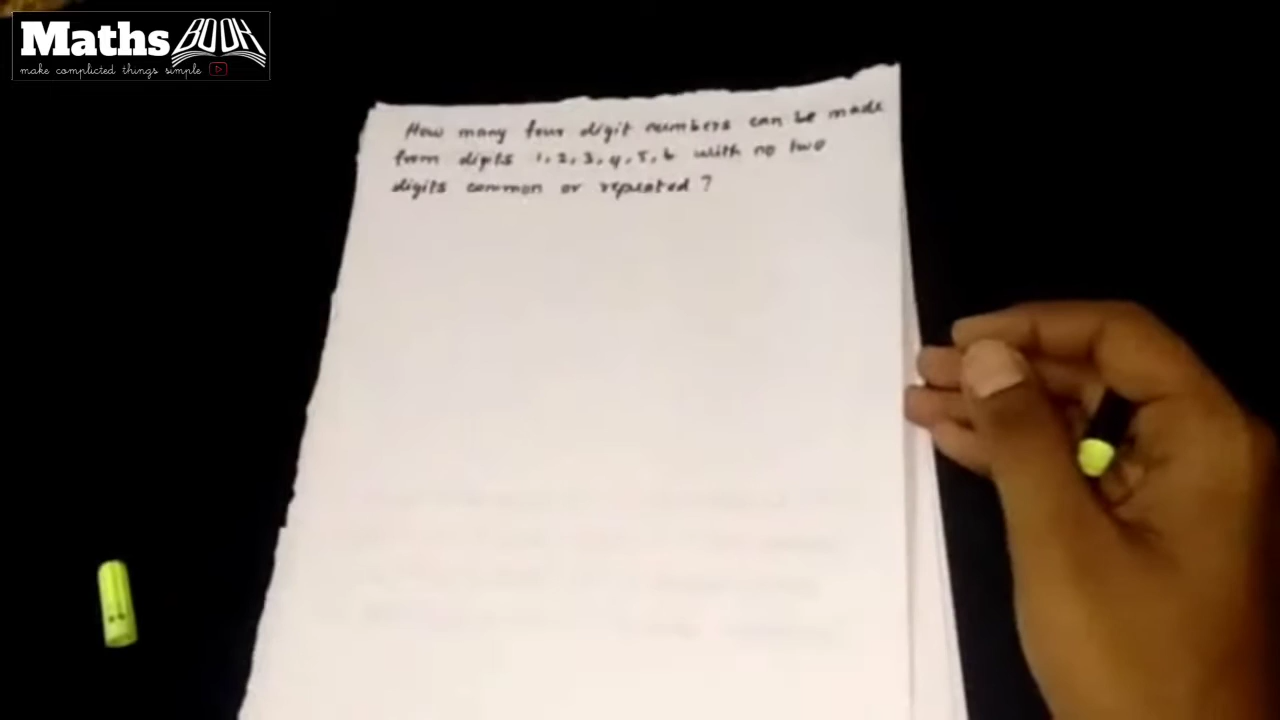 Maths BOOK
make complicted things simple
How many four digit numbers can be made
from digits 1, 2, 3, 4, 5, 6 with no two
digits common or repeated ?